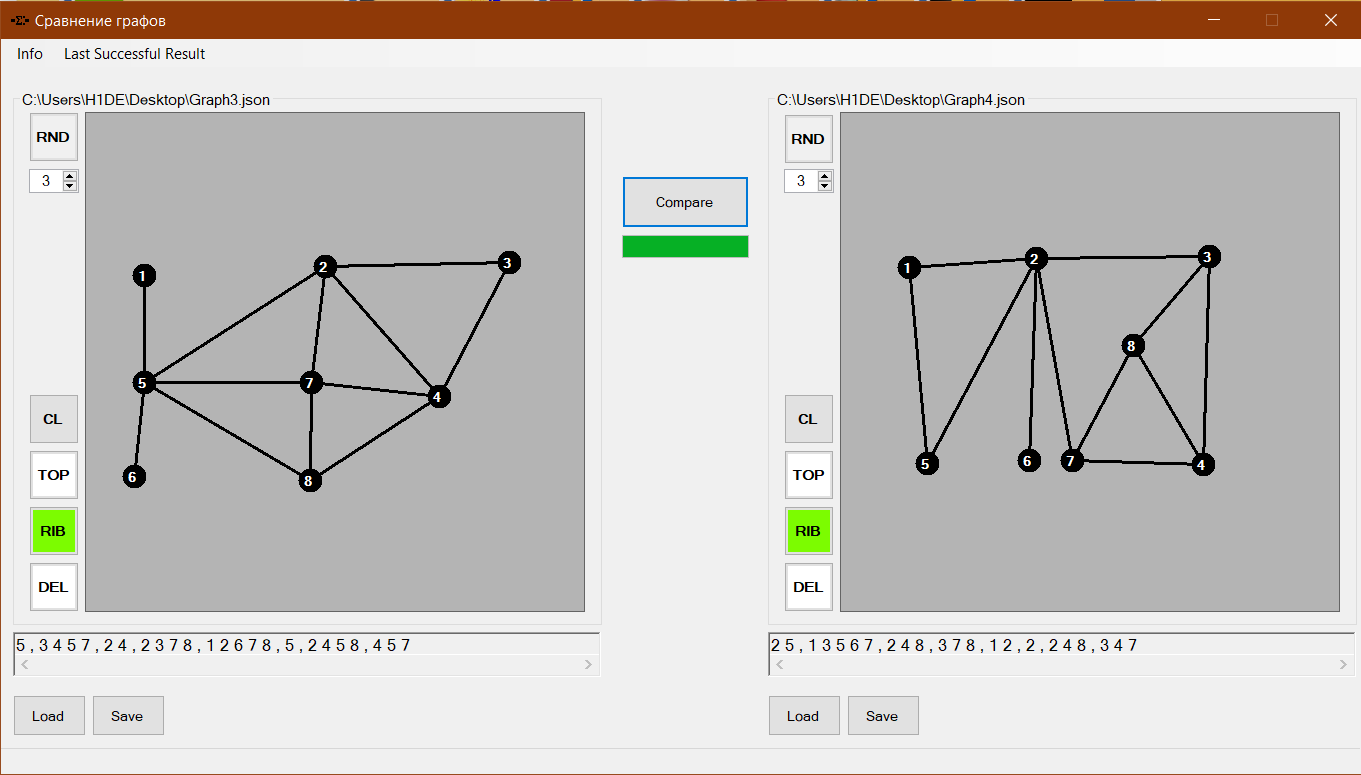 Сравнение графов
Info Last Successful Result
C:\Users\H1DE\Desktop\Graph3.json
RND
3
1
2
3
5
7
4
6
8
CL
TOP
RIB
DEL
5 , 3 4 5 7 , 2 4 , 2 3 7 8 , 1 2 6 7 8 , 5 , 2 4 5 8 , 4 5 7
Load Save
Compare
C:\Users\H1DE\Desktop\Graph4.json
RND
3
1
2
3
8
5
6
7
4
CL
TOP
RIB
DEL
2 5 , 1 3 5 6 7 , 2 4 8 , 3 7 8 , 1 2 , 2 , 2 4 8 , 3 4 7
Load Save